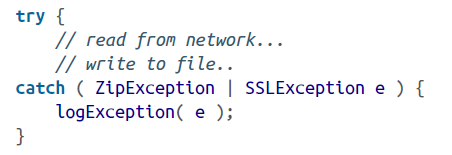 try {
    // read from network...
    // write to file..
catch ( ZipException | SSLException e ) {
    logException( e );
}